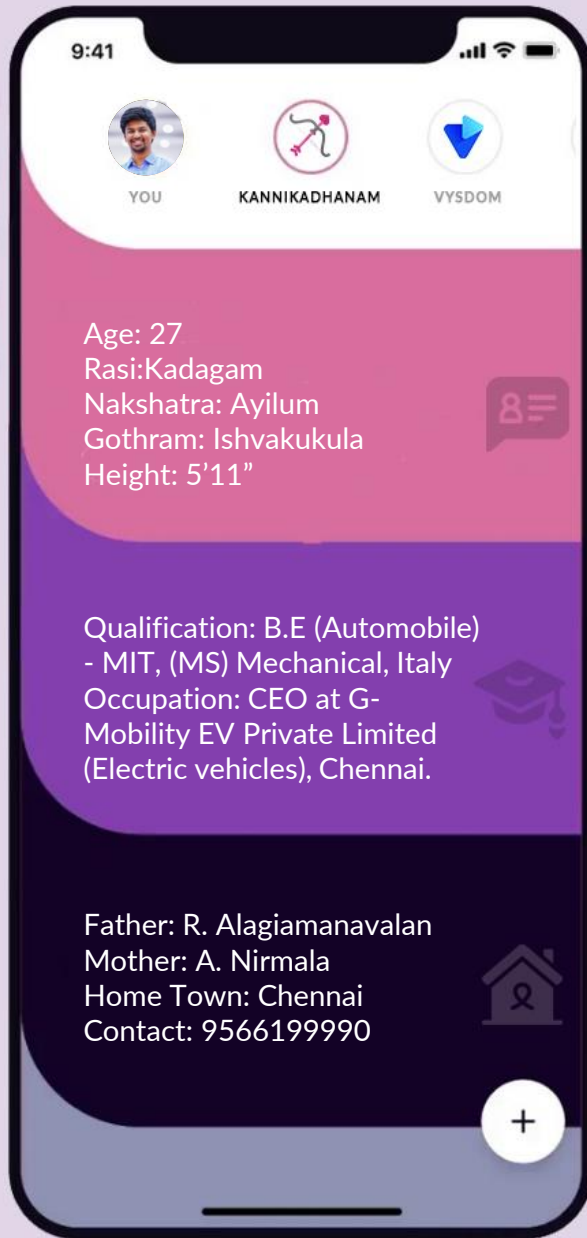 9:41
YOU
KANNIKADHANAM
VYSDOM
Age: 27
Rasi:Kadagam
Nakshatra: Ayilum
Gothram: Ishvakukula
Height: 5’11”
Qualification: B.E (Automobile)
- MIT, (MS) Mechanical, Italy
Occupation: CEO at G-
Mobility EV Private Limited
(Electric vehicles), Chennai.
Father: R. Alagiamanavalan
Mother: A. Nirmala
Home Town: Chennai
Contact: 9566199990